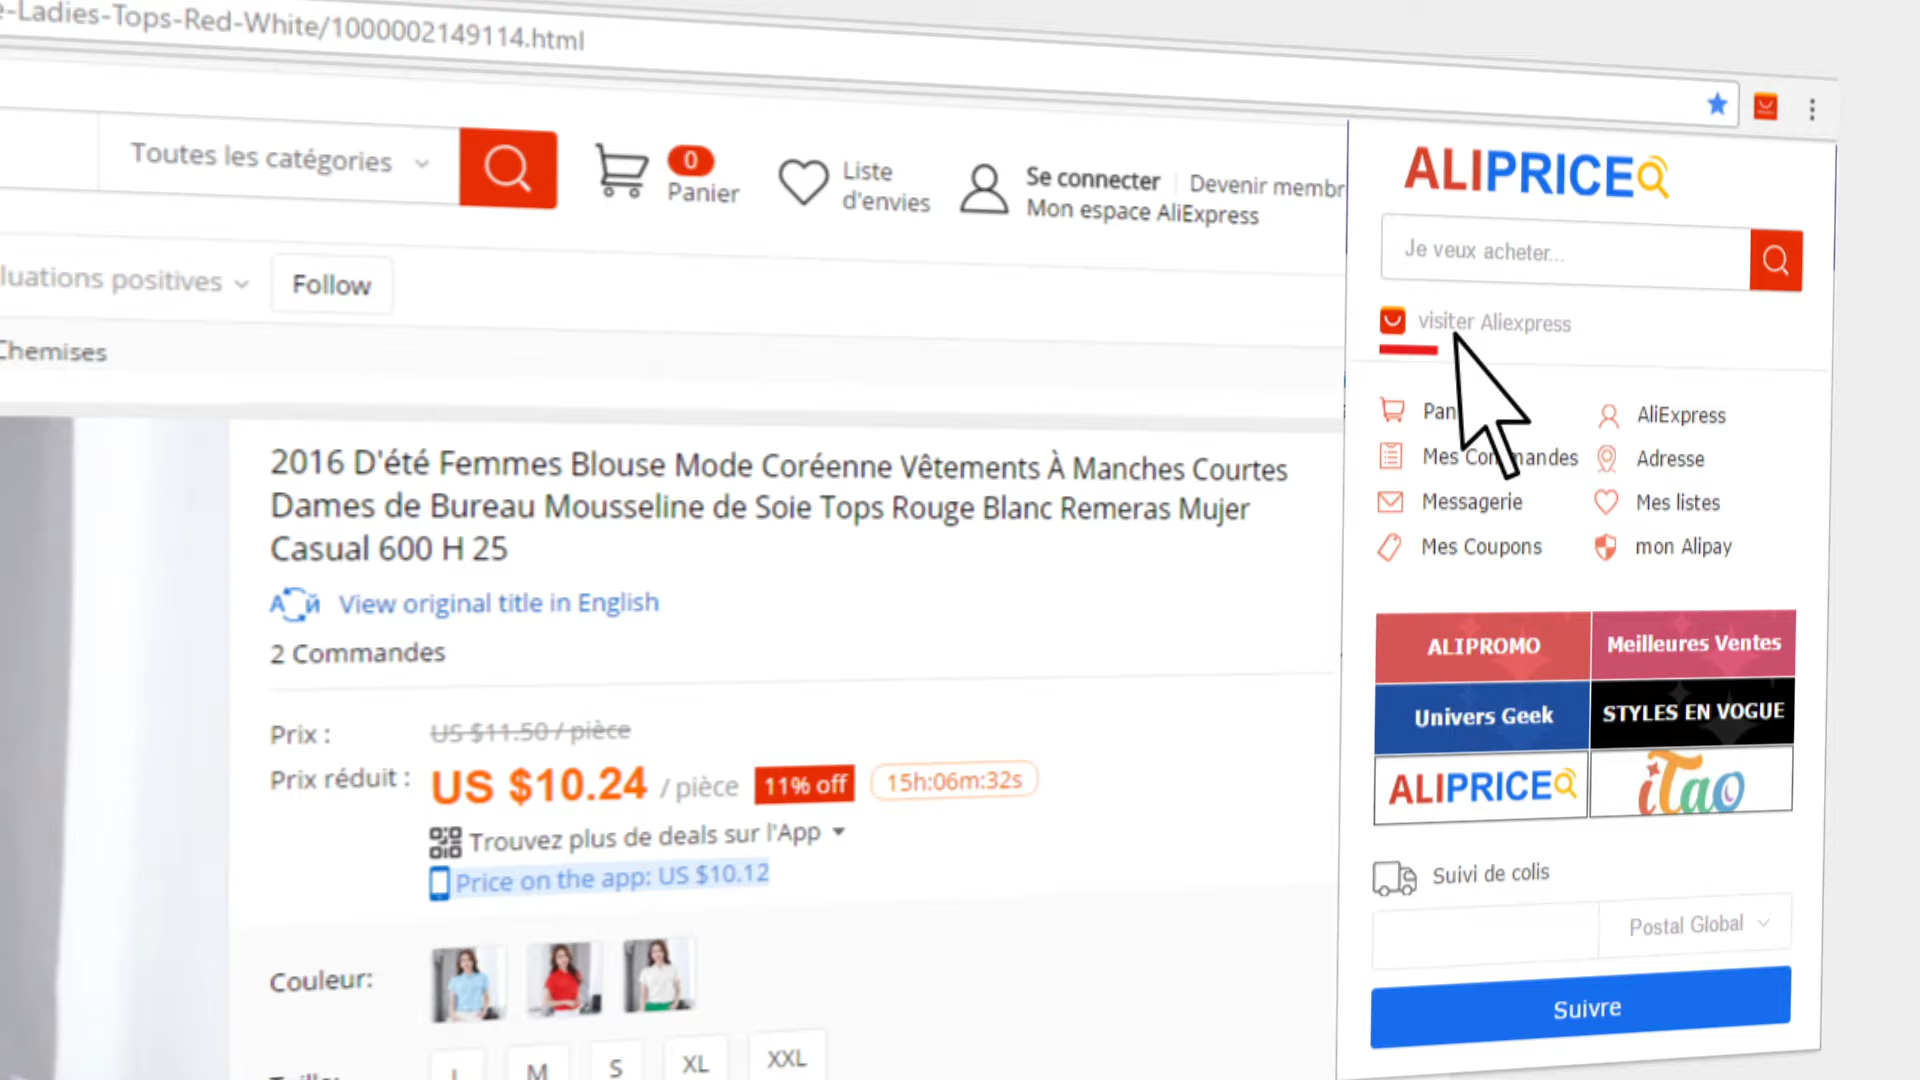 e-Ladies-Tops-Red-White/1000002149114.html
Toutes les catégories
0
Panier
Liste
d'envies
Se connecter
Devenir membr
Mon espace AliExpress
luations positives
Follow
Chemises
2016 D'été Femmes Blouse Mode Coréenne Vêtements À Manches Courtes
Dames de Bureau Mousseline de Soie Tops Rouge Blanc Remeras Mujer
Casual 600 H 25
View original title in English
2 Commandes
Prix :
US $11.50 / pièce
Prix réduit :
US $10.24 / pièce
11% off
15h:06m:32s
Trouvez plus de deals sur l'App
Price on the app: US $10.12
Couleur:
M
S
XL
XXL
ALIPRICE
Je veux acheter...
visiter Aliexpress
Pan
AliExpress
Mes Commandes
Adresse
Messagerie
Mes listes
Mes Coupons
mon Alipay
ALIPROMO
Meilleures Ventes
Univers Geek
STYLES EN VOGUE
ALIPRICE
iTao
Suivi de colis
Postal Global
Suivre